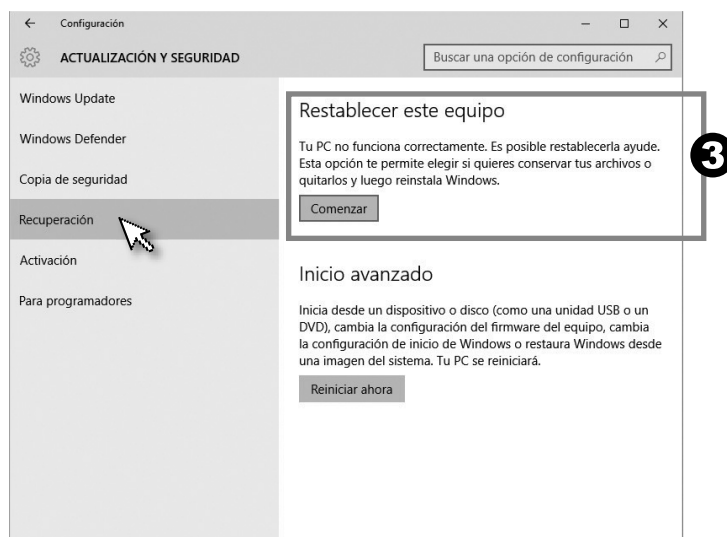 Configuración
ACTUALIZACIÓN Y SEGURIDAD
Buscar una opción de configuración
Windows Update
Windows Defender
Copia de seguridad
Recuperación
Activación
Para programadores
Restablecer este equipo
Tu PC no funciona correctamente. Es posible restablecerla ayude.
Esta opción te permite elegir si quieres conservar tus archivos o
quitarlos y luego reinstala Windows.
Comenzar
3
Inicio avanzado
Inicia desde un dispositivo o disco (como una unidad USB o un
DVD), cambia la configuración del firmware del equipo, cambia
la configuración de inicio de Windows o restaura Windows desde
una imagen del sistema. Tu PC se reiniciará.
Reiniciar ahora